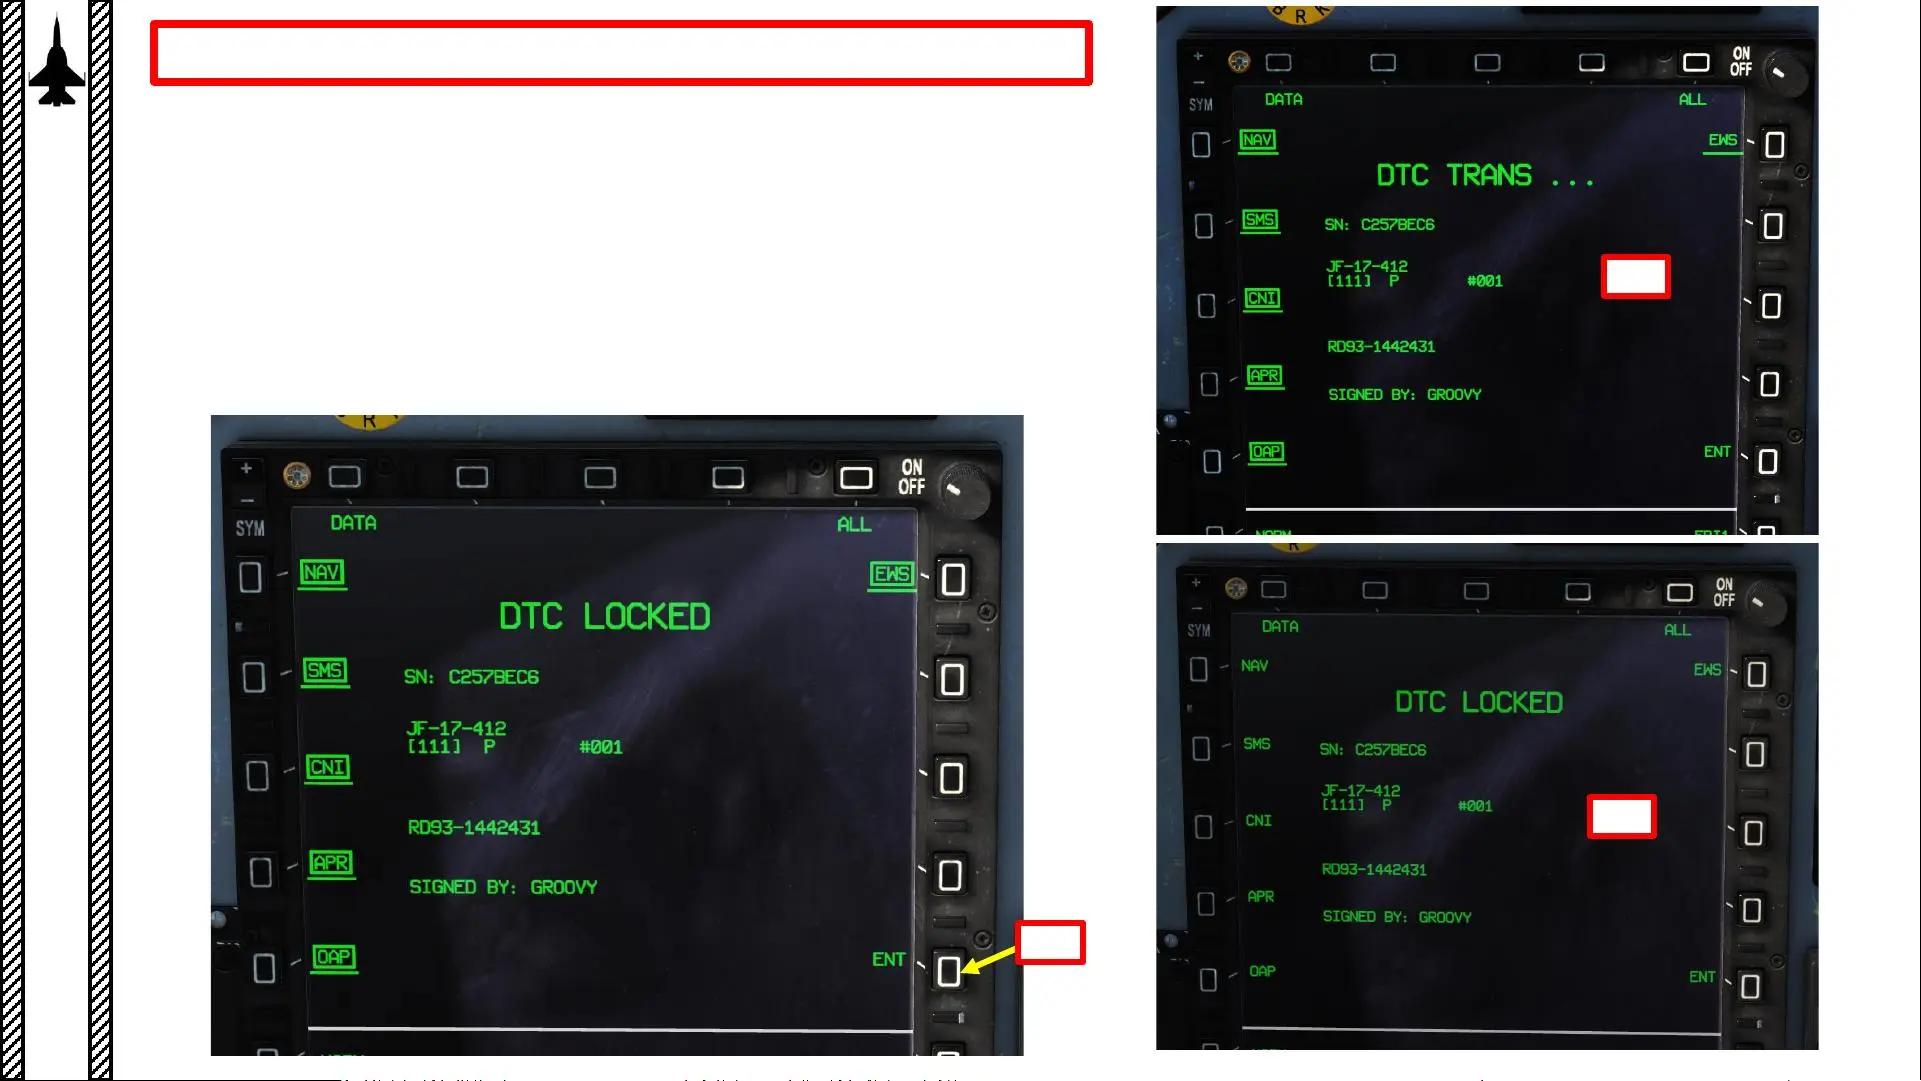 ON
OFF
SYM
DATA ALL
NAV EWS
DTC LOCKED
SMS
SN: C257BEC6
JF-17-412
[111] P #001
CNI
RD93-1442431
APR
SIGNED BY: GROOVY
OAP
ENT
R
ON
OFF
SYM
DATA ALL
NAV EWS
DTC TRANS ...
SMS
SN: C257BEC6
JF-17-412
[111] P #001
CNI
RD93-1442431
APR
SIGNED BY: GROOVY
OAP ENT
R
ON
OFF
SYM
DATA ALL
NAV EWS
DTC LOCKED
SMS
SN: C257BEC6
JF-17-412
[111] P #001
CNI
RD93-1442431
APR
SIGNED BY: GROOVY
OAP
ENT